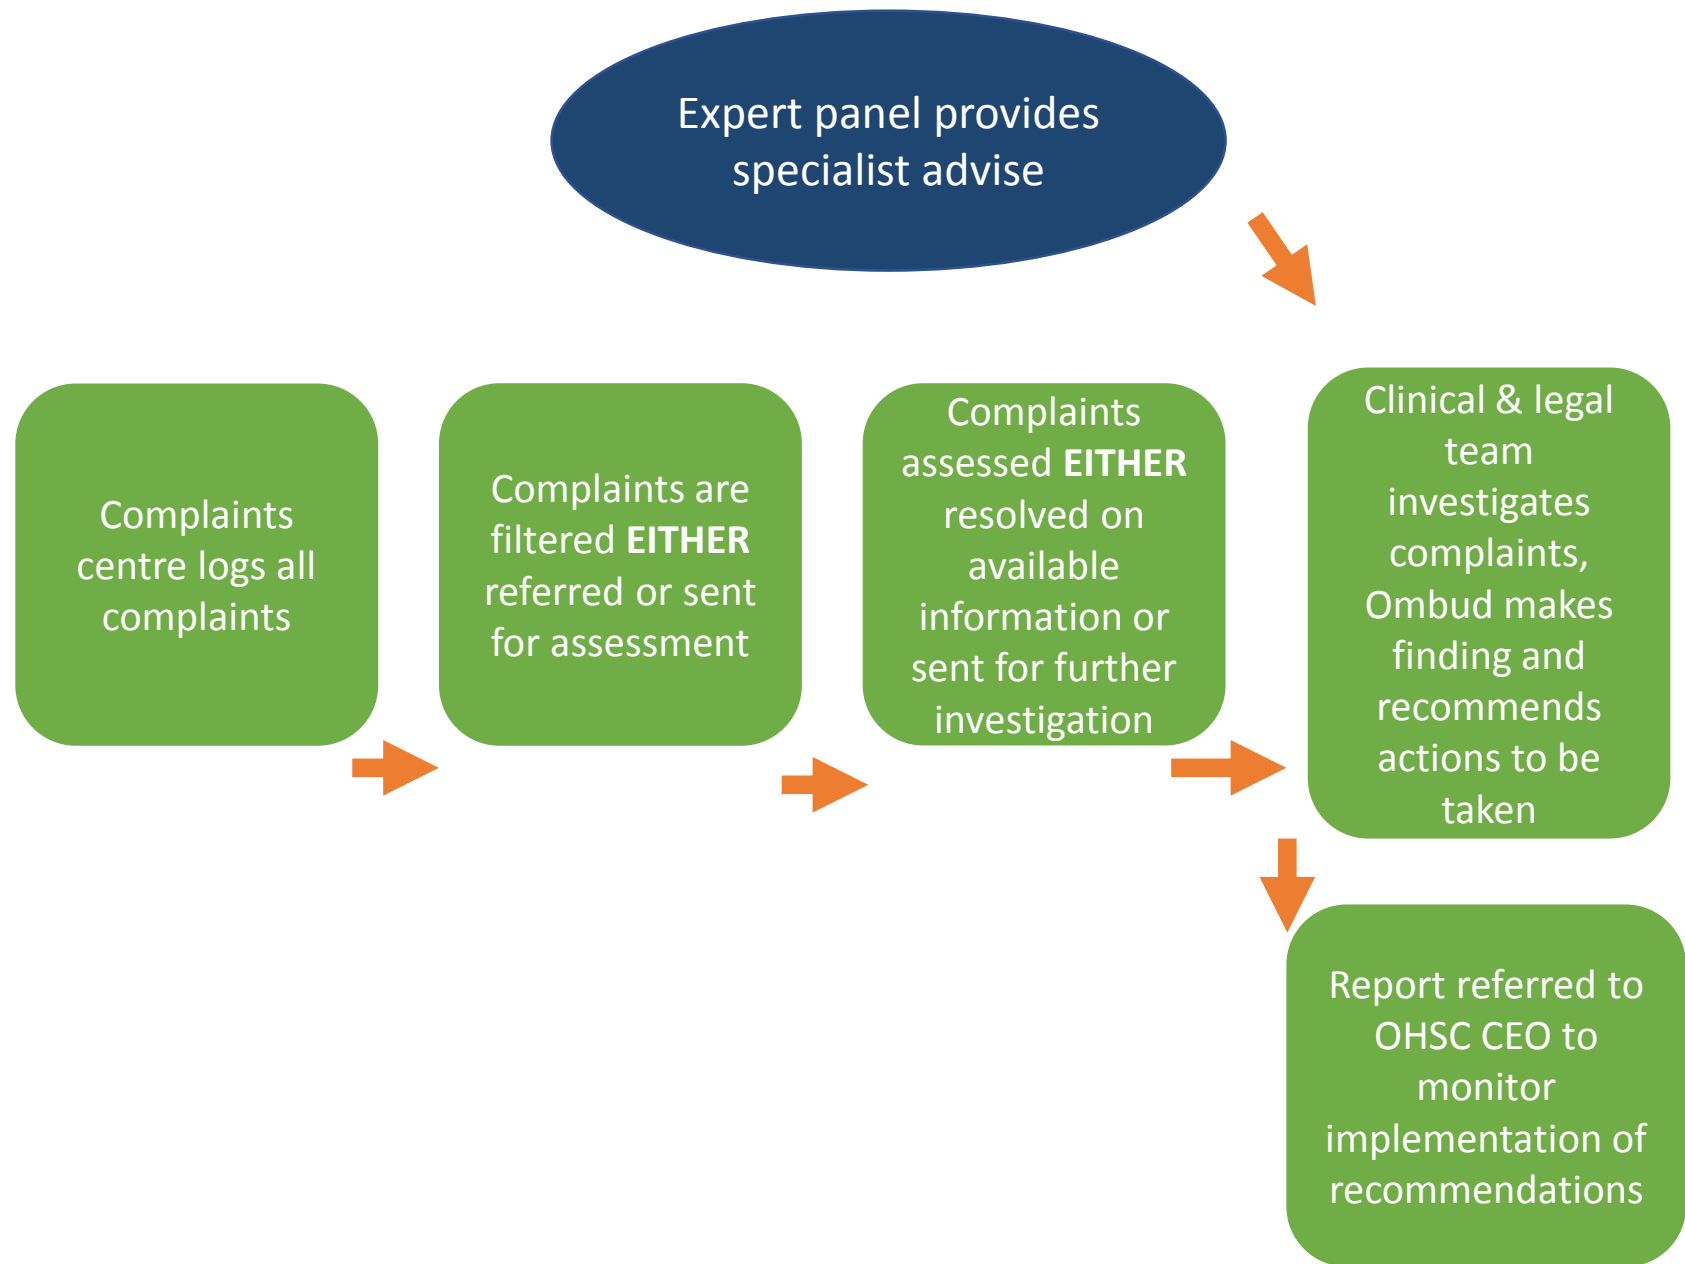 Expert panel provides
specialist advise
Complaints
centre logs all
complaints
Complaints are
filtered EITHER
referred or sent
for assessment
Complaints
assessed EITHER
resolved on
available
information or
sent for further
investigation
Clinical & legal
team
investigates
complaints,
Ombud makes
finding and
recommends
actions to be
taken
Report referred to
OHSC CEO to
monitor
implementation of
recommendations